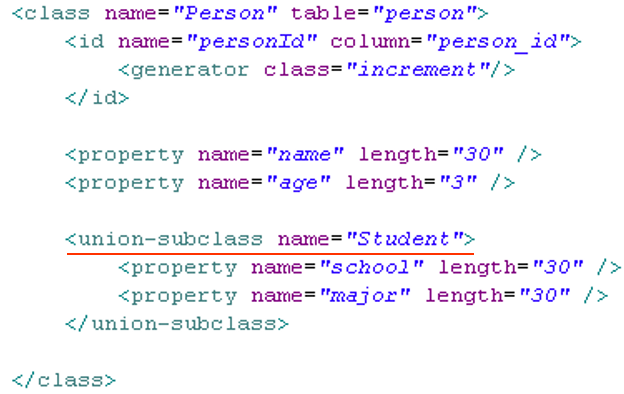 <class name="Person" table="person">
<id name="personId" column="person_id">
<generator class="increment"/>
</id>
<property name="name" length="30" />
<property name="age" length="3" />
<union-subclass name="Student">
<property name="school" length="30" />
<property name="major" length="30" />
</union-subclass>
</class>